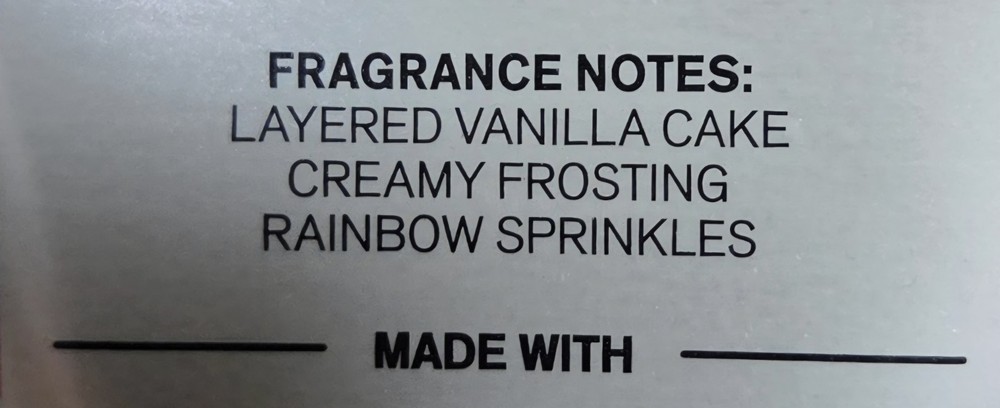 FRAGRANCE NOTES:
LAYERED VANILLA CAKE
CREAMY FROSTING
RAINBOW SPRINKLES
MADE WITH